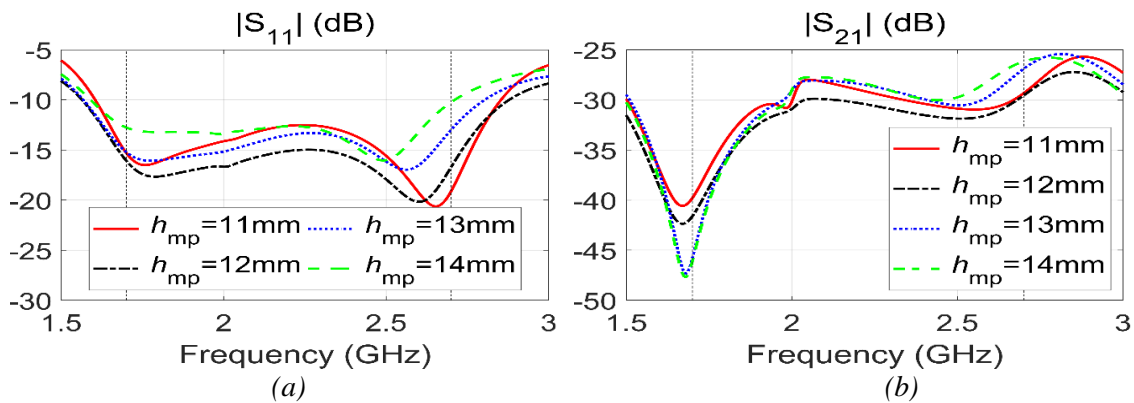 |S11| (dB)
-5
-10
-15
-20
-25
-30
1.5
2
2.5
3
hmp=11mm
hmp=13mm
hmp=12mm
hmp=14mm
Frequency (GHz)
(a)
|S21| (dB)
-25
-30
-35
-40
-45
-50
1.5
2
2.5
3
hmp=11mm
hmp=12mm
hmp=13mm
hmp=14mm
Frequency (GHz)
(b)